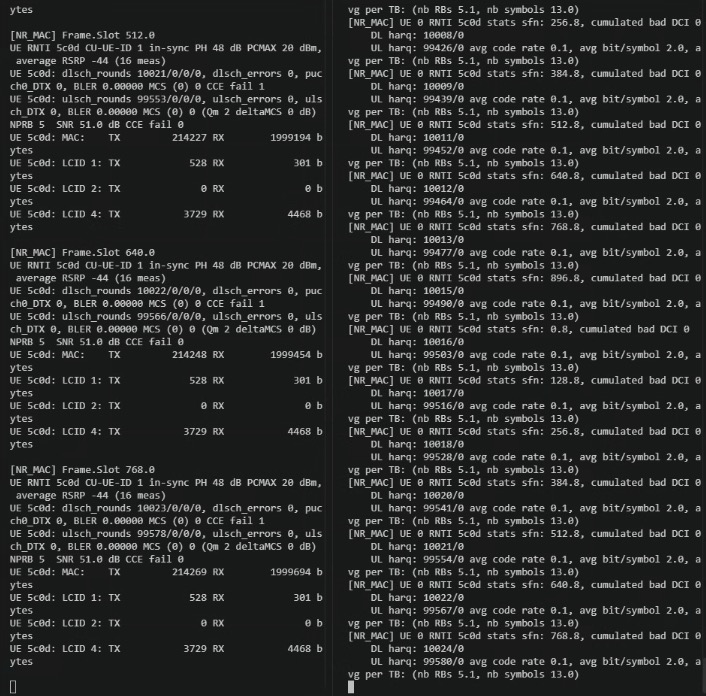 ytes
[NR_MAC] Frame.Slot 512.0
UE RNTI 5c0d CU-UE-ID 1 in-sync PH 48 dB PCMAX 20 dBm,
 average RSRP -44 (16 meas)
UE 5c0d: dlsch_rounds 10021/0/0/0, dlsch_errors 0, puc
ch0_DTX 0, BLER 0.00000 MCS (0) 0 CCE fail 1
UE 5c0d: ulsch_rounds 99553/0/0/0, ulsch_errors 0, uls
ch_DTX 0, BLER 0.00000 MCS (0) 0 (Qm 2 deltaMCS 0 dB)
NPRB 5  SNR 51.0 dB CCE fail 0
UE 5c0d: MAC:    TX         214227 RX        1999194 b
ytes
UE 5c0d: LCID 1: TX            528 RX            301 b
ytes
UE 5c0d: LCID 2: TX              0 RX              0 b
ytes
UE 5c0d: LCID 4: TX           3729 RX           4468 b
ytes
[NR_MAC] Frame.Slot 640.0
UE RNTI 5c0d CU-UE-ID 1 in-sync PH 48 dB PCMAX 20 dBm,
 average RSRP -44 (16 meas)
UE 5c0d: dlsch_rounds 10022/0/0/0, dlsch_errors 0, puc
ch0_DTX 0, BLER 0.00000 MCS (0) 0 CCE fail 1
UE 5c0d: ulsch_rounds 99566/0/0/0, ulsch_errors 0, uls
ch_DTX 0, BLER 0.00000 MCS (0) 0 (Qm 2 deltaMCS 0 dB)
NPRB 5  SNR 51.0 dB CCE fail 0
UE 5c0d: MAC:    TX         214248 RX        1999454 b
ytes
UE 5c0d: LCID 1: TX            528 RX            301 b
ytes
UE 5c0d: LCID 2: TX              0 RX              0 b
ytes
UE 5c0d: LCID 4: TX           3729 RX           4468 b
ytes
[NR_MAC] Frame.Slot 768.0
UE RNTI 5c0d CU-UE-ID 1 in-sync PH 48 dB PCMAX 20 dBm,
 average RSRP -44 (16 meas)
UE 5c0d: dlsch_rounds 10023/0/0/0, dlsch_errors 0, puc
ch0_DTX 0, BLER 0.00000 MCS (0) 0 CCE fail 1
UE 5c0d: ulsch_rounds 99578/0/0/0, ulsch_errors 0, uls
ch_DTX 0, BLER 0.00000 MCS (0) 0 (Qm 2 deltaMCS 0 dB)
NPRB 5  SNR 51.0 dB CCE fail 0
UE 5c0d: MAC:    TX         214269 RX        1999694 b
ytes
UE 5c0d: LCID 1: TX            528 RX            301 b
ytes
UE 5c0d: LCID 2: TX              0 RX              0 b
ytes
UE 5c0d: LCID 4: TX           3729 RX           4468 b
ytes
vg per TB: (nb RBs 5.1, nb symbols 13.0)
[NR_MAC] UE 0 RNTI 5c0d stats sfn: 256.8, cumulated bad DCI 0
    DL harq: 10008/0
    UL harq: 99426/0 avg code rate 0.1, avg bit/symbol 2.0, a
vg per TB: (nb RBs 5.1, nb symbols 13.0)
[NR_MAC] UE 0 RNTI 5c0d stats sfn: 384.8, cumulated bad DCI 0
    DL harq: 10009/0
    UL harq: 99439/0 avg code rate 0.1, avg bit/symbol 2.0, a
vg per TB: (nb RBs 5.1, nb symbols 13.0)
[NR_MAC] UE 0 RNTI 5c0d stats sfn: 512.8, cumulated bad DCI 0
    DL harq: 10011/0
    UL harq: 99452/0 avg code rate 0.1, avg bit/symbol 2.0, a
vg per TB: (nb RBs 5.1, nb symbols 13.0)
[NR_MAC] UE 0 RNTI 5c0d stats sfn: 640.8, cumulated bad DCI 0
    DL harq: 10012/0
    UL harq: 99464/0 avg code rate 0.1, avg bit/symbol 2.0, a
vg per TB: (nb RBs 5.1, nb symbols 13.0)
[NR_MAC] UE 0 RNTI 5c0d stats sfn: 768.8, cumulated bad DCI 0
    DL harq: 10013/0
    UL harq: 99477/0 avg code rate 0.1, avg bit/symbol 2.0, a
vg per TB: (nb RBs 5.1, nb symbols 13.0)
[NR_MAC] UE 0 RNTI 5c0d stats sfn: 896.8, cumulated bad DCI 0
    DL harq: 10015/0
    UL harq: 99490/0 avg code rate 0.1, avg bit/symbol 2.0, a
vg per TB: (nb RBs 5.1, nb symbols 13.0)
[NR_MAC] UE 0 RNTI 5c0d stats sfn: 0.8, cumulated bad DCI 0
    DL harq: 10016/0
    UL harq: 99503/0 avg code rate 0.1, avg bit/symbol 2.0, a
vg per TB: (nb RBs 5.1, nb symbols 13.0)
[NR_MAC] UE 0 RNTI 5c0d stats sfn: 128.8, cumulated bad DCI 0
    DL harq: 10017/0
    UL harq: 99516/0 avg code rate 0.1, avg bit/symbol 2.0, a
vg per TB: (nb RBs 5.1, nb symbols 13.0)
[NR_MAC] UE 0 RNTI 5c0d stats sfn: 256.8, cumulated bad DCI 0
    DL harq: 10018/0
    UL harq: 99528/0 avg code rate 0.1, avg bit/symbol 2.0, a
vg per TB: (nb RBs 5.1, nb symbols 13.0)
[NR_MAC] UE 0 RNTI 5c0d stats sfn: 384.8, cumulated bad DCI 0
    DL harq: 10020/0
    UL harq: 99541/0 avg code rate 0.1, avg bit/symbol 2.0, a
vg per TB: (nb RBs 5.1, nb symbols 13.0)
[NR_MAC] UE 0 RNTI 5c0d stats sfn: 512.8, cumulated bad DCI 0
    DL harq: 10021/0
    UL harq: 99554/0 avg code rate 0.1, avg bit/symbol 2.0, a
vg per TB: (nb RBs 5.1, nb symbols 13.0)
[NR_MAC] UE 0 RNTI 5c0d stats sfn: 640.8, cumulated bad DCI 0
    DL harq: 10022/0
    UL harq: 99567/0 avg code rate 0.1, avg bit/symbol 2.0, a
vg per TB: (nb RBs 5.1, nb symbols 13.0)
[NR_MAC] UE 0 RNTI 5c0d stats sfn: 768.8, cumulated bad DCI 0
    DL harq: 10024/0
    UL harq: 99580/0 avg code rate 0.1, avg bit/symbol 2.0, a
vg per TB: (nb RBs 5.1, nb symbols 13.0)